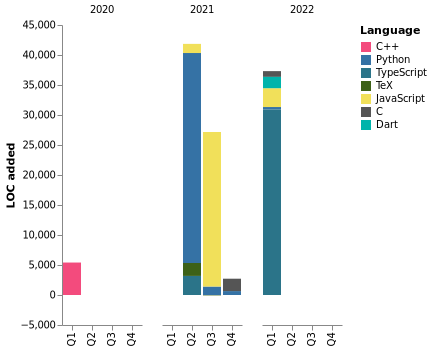 2020 2021 2022
Language
C++
Python
TypeScript
TeX
JavaScript
C
Dart
LOC added
45,000
40,000
35,000
30,000
25,000
20,000
15,000
10,000
5,000
0
−5,000
Q1 Q2 Q3 Q4 Q1 Q2 Q3 Q4 Q1 Q2 Q3 Q4